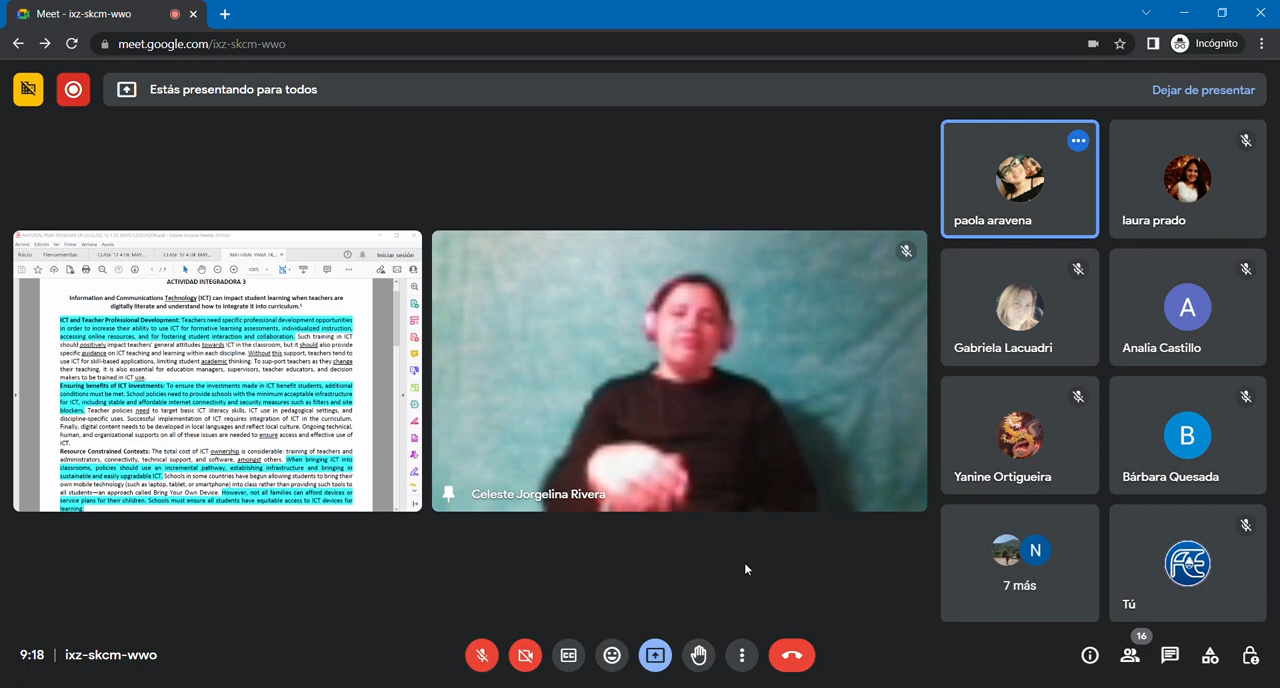 Meet - ixz-skcm-wwo
meet.google.com/ixz-skcm-wwo
Incógnito
Estás presentando para todos
Dejar de presentar
Inicio Herramientas
Iniciar sesión
ACTIVIDAD INTEGRADORA 3
Information and Communications Technology (ICT) can impact student learning when teachers are
digitally literate and understand how to integrate it into curriculum.¹
ICT and Teacher Professional Development: Teachers need specific professional development opportunities
in order to increase their ability to use ICT for formative learning assessments, individualized instruction,
accessing online resources, and for fostering student interaction and collaboration. Such training in ICT
should positively impact teachers' general attitudes towards ICT in the classroom, but it should also provide
specific guidance on ICT teaching and learning within each discipline. Without this support, teachers tend to
use ICT for skill-based applications, limiting student academic thinking. To sup-port teachers as they change
their teaching, it is also essential for education managers, supervisors, teacher educators, and decision
makers to be trained in ICT use.
Ensuring benefits of ICT Investments: To ensure the investments made in ICT benefit students, additional
conditions must be met. School policies need to provide schools with the minimum acceptable infrastructure
for ICT, including stable and affordable internet connectivity and security measures such as filters and site
blockers. Teacher policies need to target basic ICT literacy skills, ICT use in pedagogical settings, and
discipline-specific uses. Successful implementation of ICT requires integration of ICT in the curriculum.
Finally, digital content needs to be developed in local languages and reflect local culture. Ongoing technical,
human, and organizational supports on all of these issues are needed to ensure access and effective use of
ICT.
Resource Constrained Contexts: The total cost of ICT ownership is considerable: training of teachers and
administrators, connectivity, technical support, and software, amongst others. When bringing ICT into
classrooms, policies should use an incremental pathway, establishing infrastructure and bringing in
sustainable and easily upgradable ICT. Schools in some countries have begun allowing students to bring their
own mobile technology (such as laptop, tablet, or smartphone) into class rather than providing such tools to
all students—an approach called Bring Your Own Device. However, not all families can afford devices or
service plans for their children. Schools must ensure all students have equitable access to ICT devices for
learning.
Celeste Jorgelina Rivera
paola aravena
laura prado
Gabriela Lacuadri
A
Analia Castillo
Yanine Ortigueira
B
Bárbara Quesada
N
7 más
Tú
16
9:18 | ixz-skcm-wwo